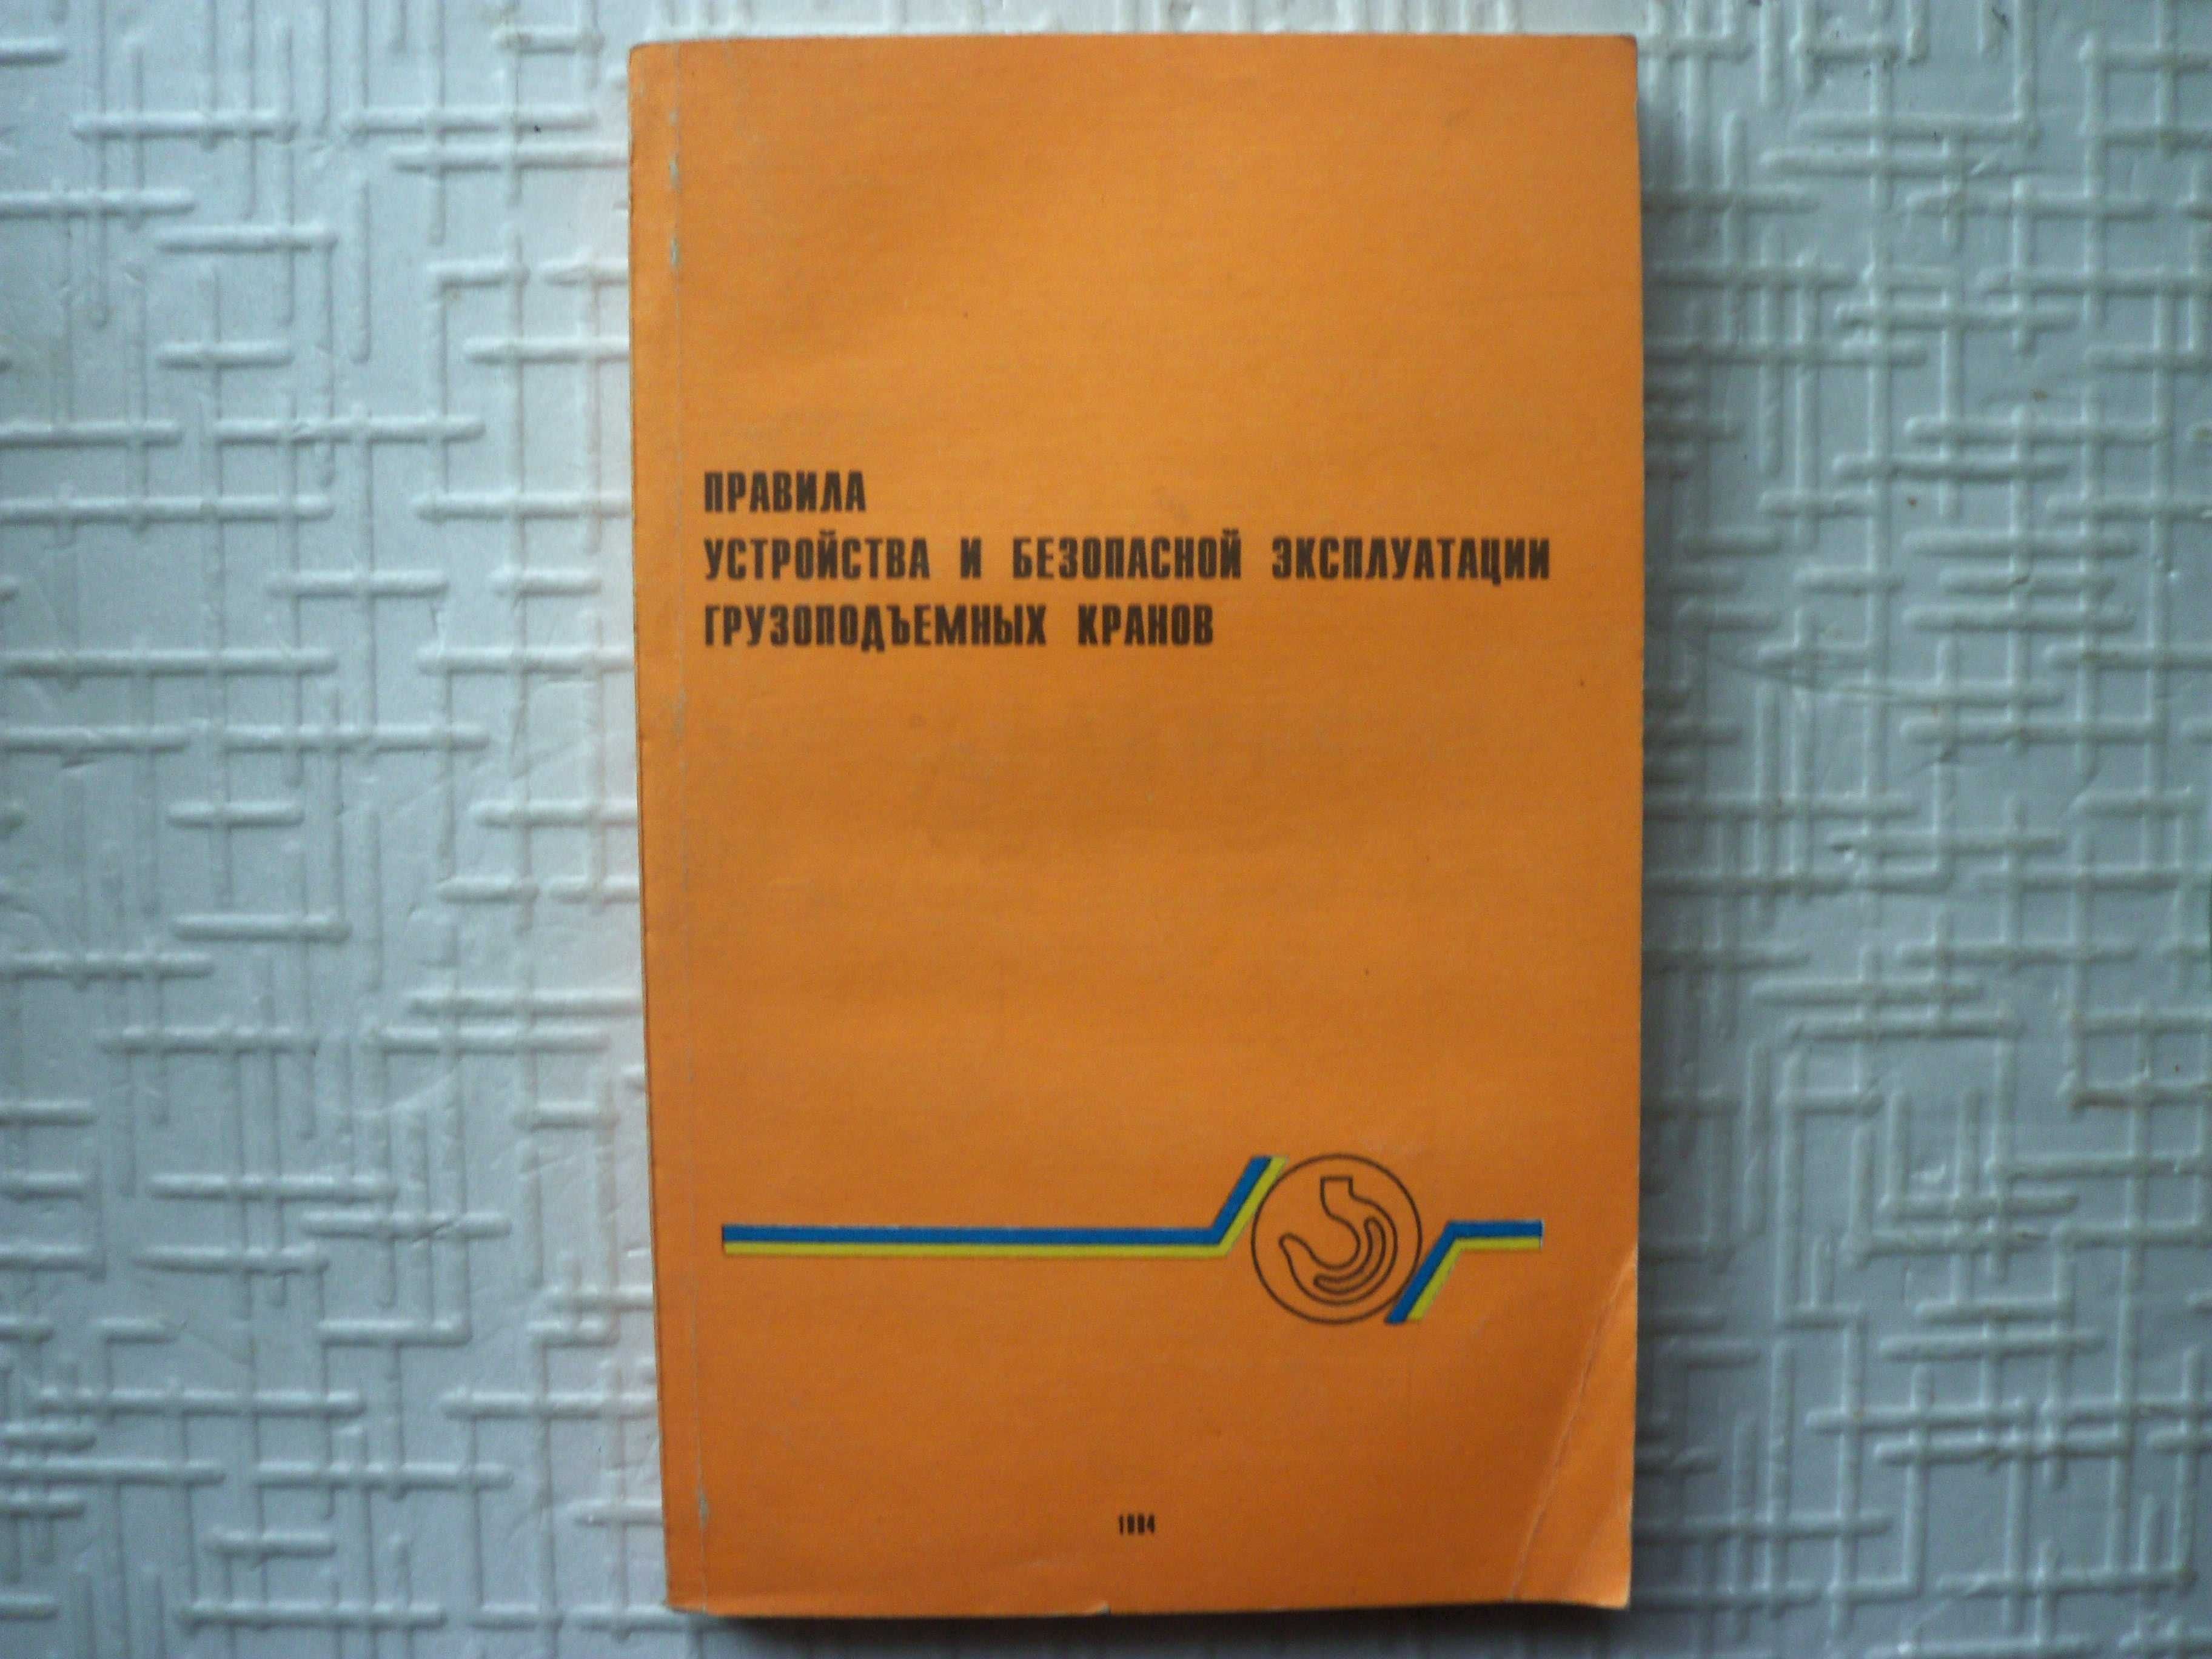 ПРАВИЛА
УСТРОЙСТВА И БЕЗОПАСНОЙ ЭКСПЛУАТАЦИИ
ГРУЗОПОДЪЕМНЫХ КРАНОВ
1994